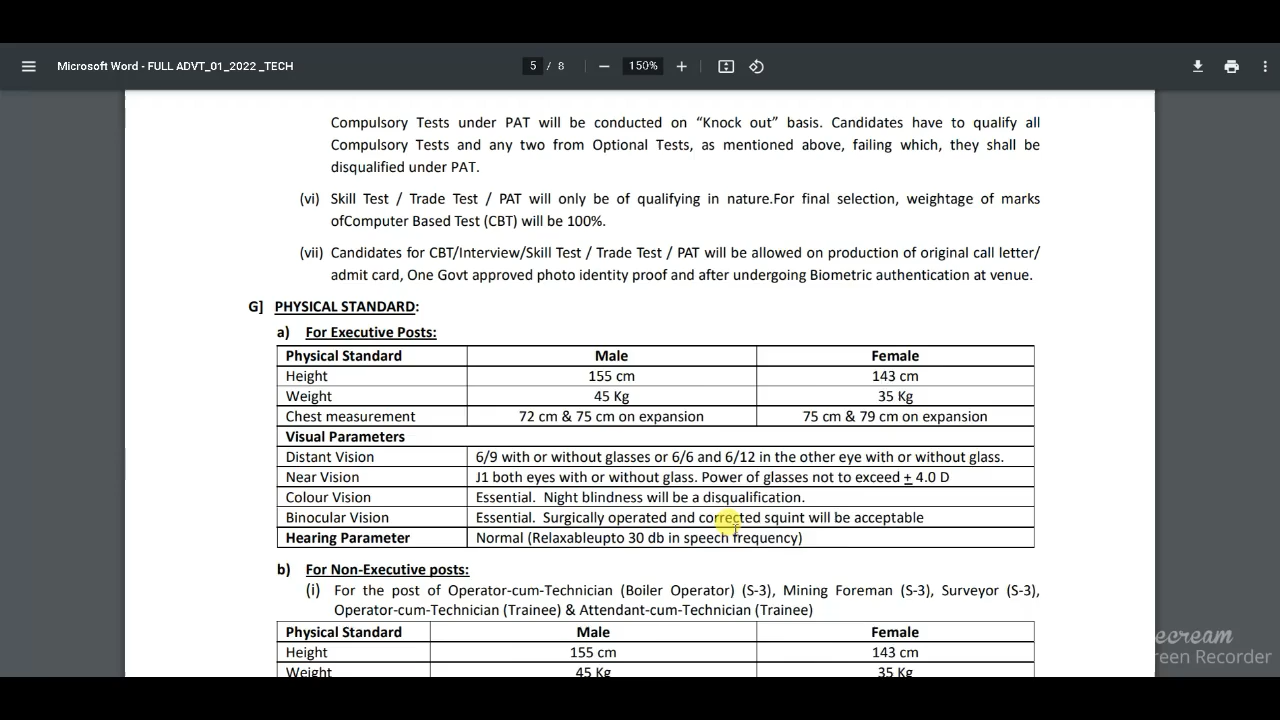 Microsoft Word - FULL ADVT_01_2022 _TECH
5 / 8
150%
Compulsory Tests under PAT will be conducted on “Knock out” basis. Candidates have to qualify all
Compulsory Tests and any two from Optional Tests, as mentioned above, failing which, they shall be
disqualified under PAT.
(vi) Skill Test / Trade Test / PAT will only be of qualifying in nature.For final selection, weightage of marks
ofComputer Based Test (CBT) will be 100%.
(vii) Candidates for CBT/Interview/Skill Test / Trade Test / PAT will be allowed on production of original call letter/
admit card, One Govt approved photo identity proof and after undergoing Biometric authentication at venue.
G] PHYSICAL STANDARD:
a) For Executive Posts:
Physical Standard Male Female
Height 155 cm 143 cm
Weight 45 Kg 35 Kg
Chest measurement 72 cm & 75 cm on expansion 75 cm & 79 cm on expansion
Visual Parameters
Distant Vision 6/9 with or without glasses or 6/6 and 6/12 in the other eye with or without glass.
Near Vision J1 both eyes with or without glass. Power of glasses not to exceed ± 4.0 D
Colour Vision Essential. Night blindness will be a disqualification.
Binocular Vision Essential. Surgically operated and corrected squint will be acceptable
Hearing Parameter Normal (Relaxableupto 30 db in speech frequency)
b) For Non-Executive posts:
(i) For the post of Operator-cum-Technician (Boiler Operator) (S-3), Mining Foreman (S-3), Surveyor (S-3),
Operator-cum-Technician (Trainee) & Attendant-cum-Technician (Trainee)
Physical Standard Male Female
Height 155 cm 143 cm
Weight 45 Kg 35 Kg
ecream
reen Recorder